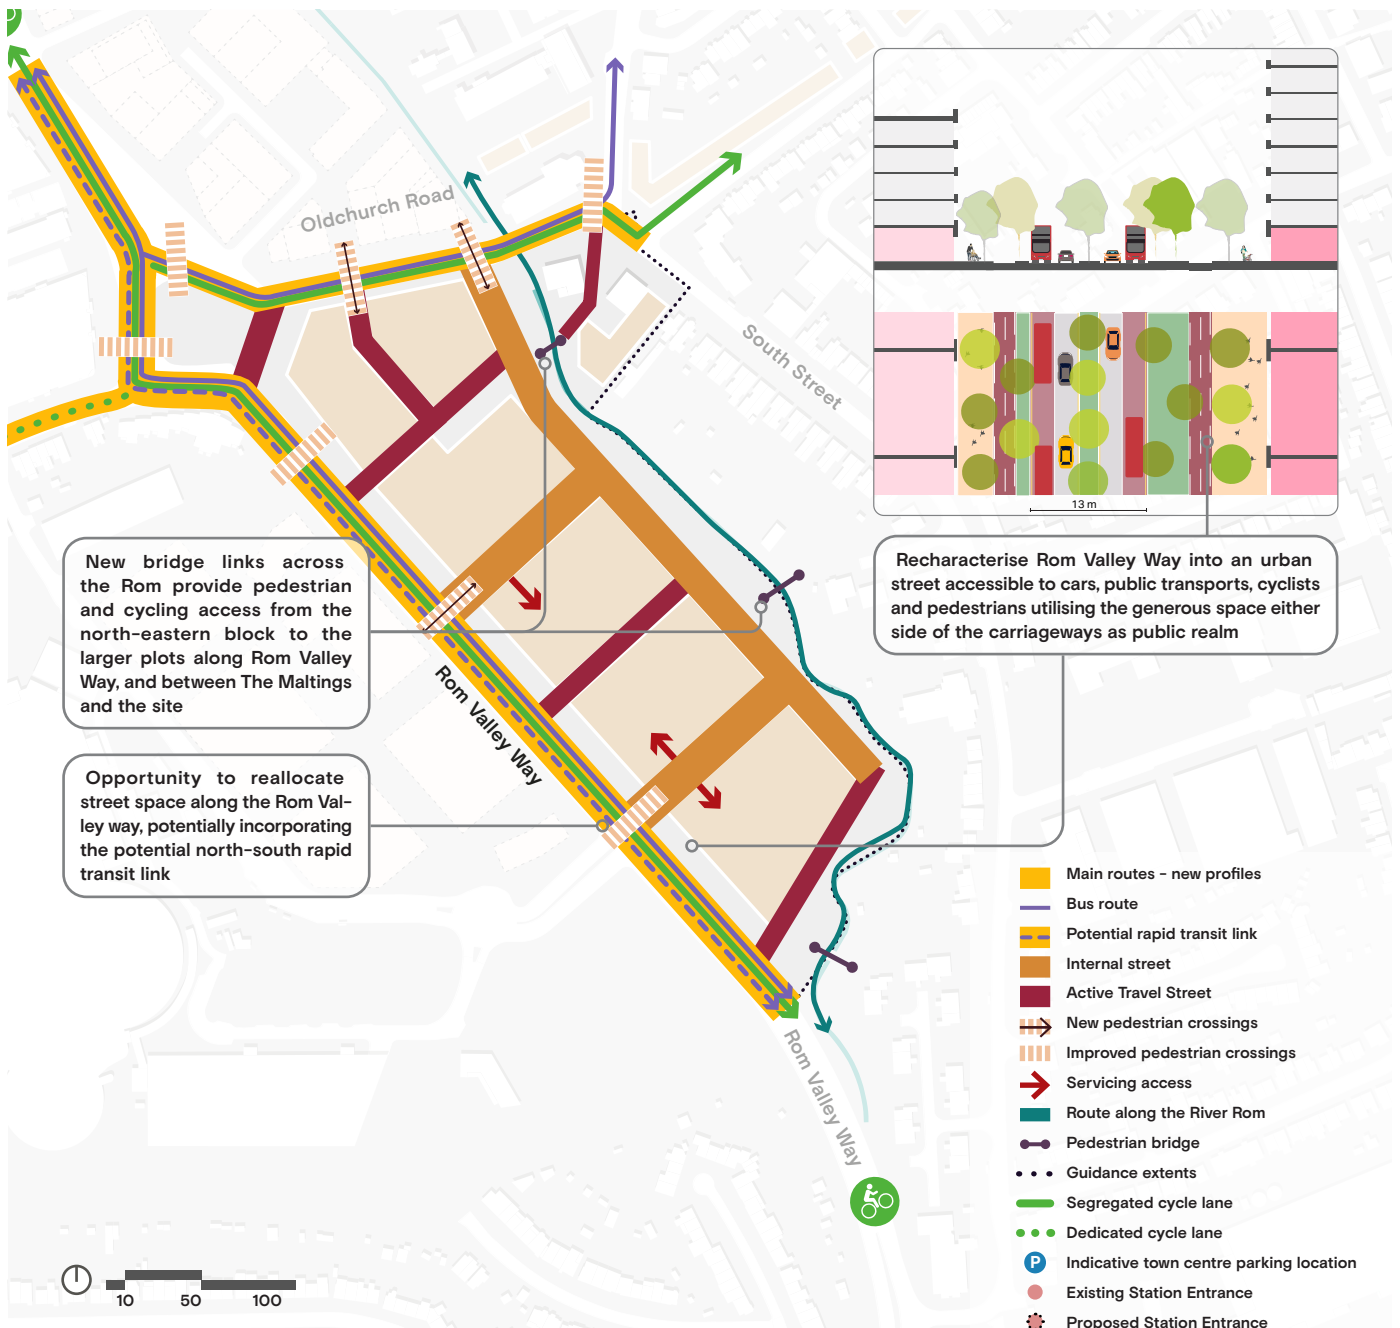 Oldchurch Road
South Street
13 m
New bridge links across
the Rom provide pedestrian
and cycling access from the
north-eastern block to the
larger plots along Rom Valley
Way, and between The Maltings
and the site
Recharacterise Rom Valley Way into an urban
street accessible to cars, public transports, cyclists
and pedestrians utilising the generous space either
side of the carriageways as public realm
Rom Valley Way
Opportunity to reallocate
street space along the Rom Val-
ley way, potentially incorporating
the potential north-south rapid
transit link
Rom Valley Way
Main routes - new profiles
Bus route
Potential rapid transit link
Internal street
Active Travel Street
New pedestrian crossings
Improved pedestrian crossings
Servicing access
Route along the River Rom
Pedestrian bridge
Guidance extents
Segregated cycle lane
Dedicated cycle lane
P Indicative town centre parking location
Existing Station Entrance
Proposed Station Entrance
10 50 100